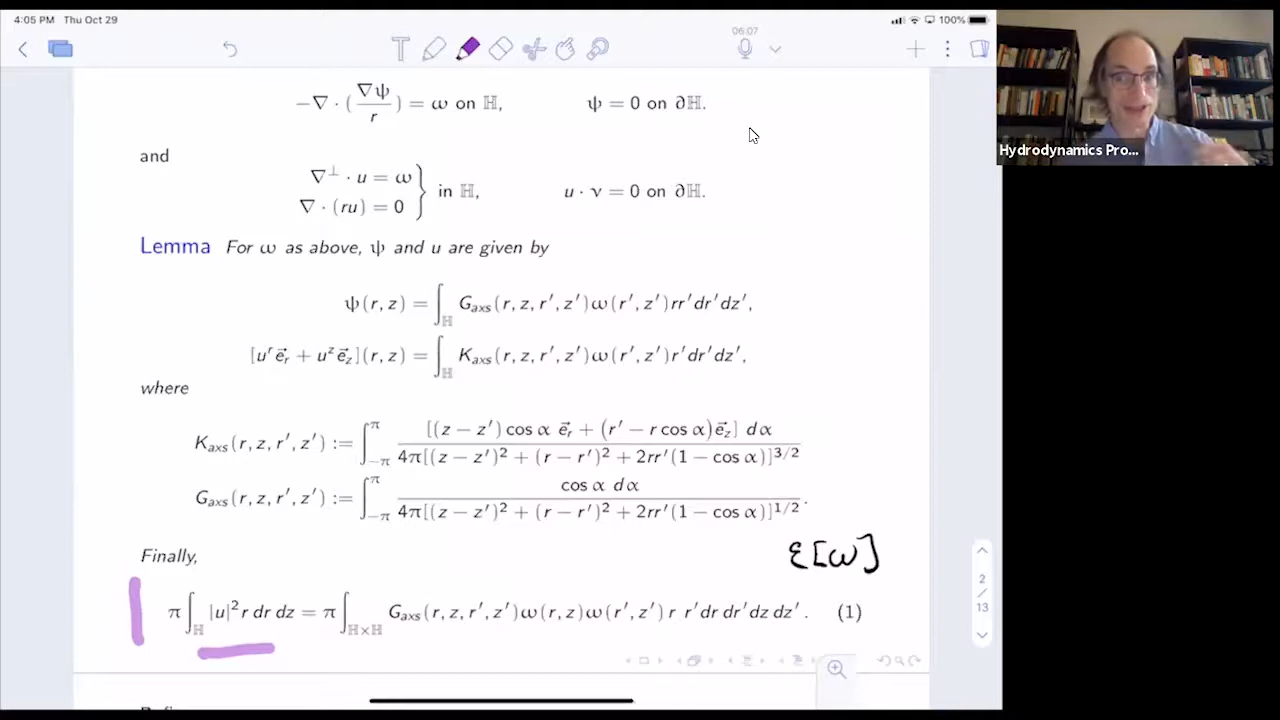 4:05 PM Thu Oct 29
100%
06:07
−∇ · (∇ψ/r) = ω on ℍ, ψ = 0 on ∂ℍ.
and
∇⊥ · u = ω
∇ · (ru) = 0 } in ℍ, u · ν = 0 on ∂ℍ.
Lemma For ω as above, ψ and u are given by
ψ(r, z) = ∫_ℍ G_axs(r, z, r′, z′)ω(r′, z′)rr′dr′dz′,
[u^r e⃗_r + u^z e⃗_z](r, z) = ∫_ℍ K_axs(r, z, r′, z′)ω(r′, z′)r′dr′dz′,
where
K_axs(r, z, r′, z′) := ∫_{−π}^{π} [(z − z′) cos α e⃗_r + (r′ − r cos α)e⃗_z] dα / 4π[(z − z′)² + (r − r′)² + 2rr′(1 − cos α)]^{3/2}
G_axs(r, z, r′, z′) := ∫_{−π}^{π} cos α dα / 4π[(z − z′)² + (r − r′)² + 2rr′(1 − cos α)]^{1/2}.
Finally,
ℰ[ω]
π ∫_ℍ |u|² r dr dz = π ∫_{ℍ×ℍ} G_axs(r, z, r′, z′)ω(r, z)ω(r′, z′) r r′dr dr′dz dz′. (1)
2
/
13
Hydrodynamics Pro...